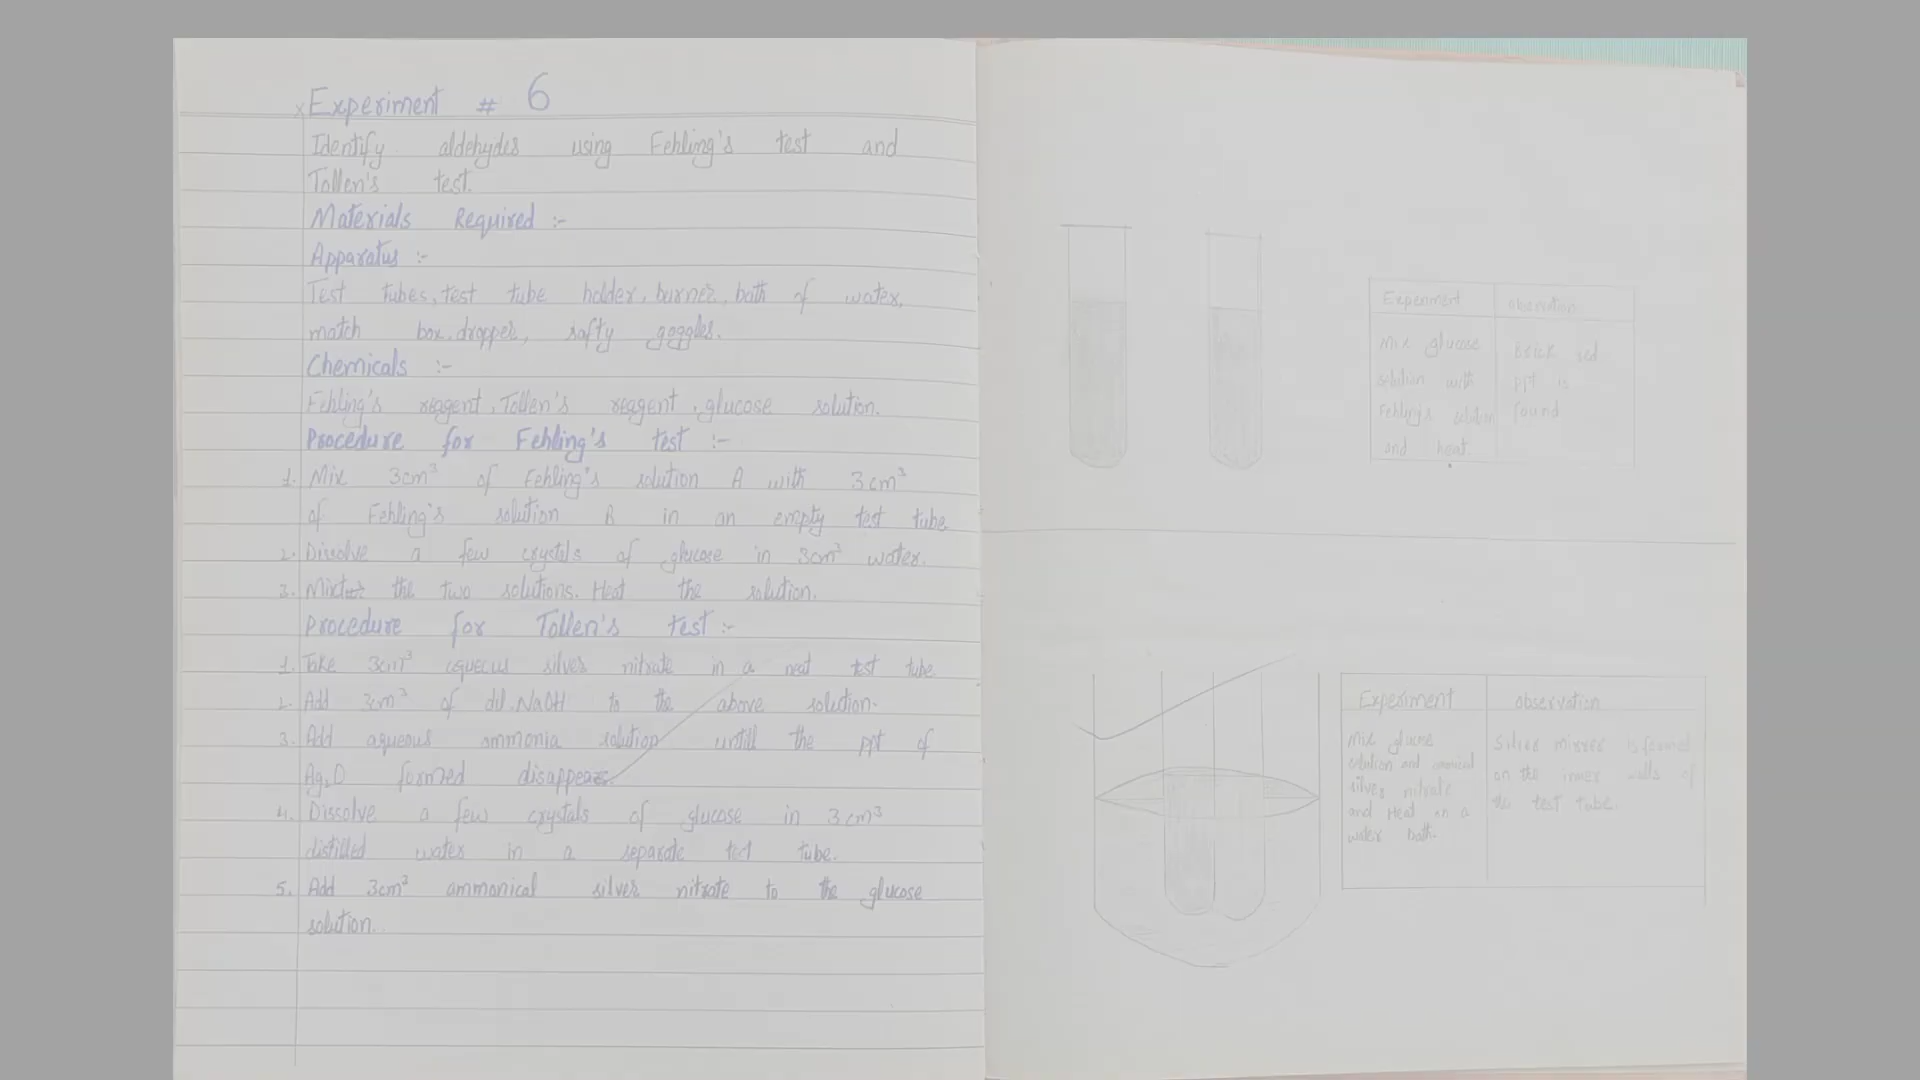 Experiment # 6
Identify aldehydes using Fehling's test and
Tollen's test.
Materials Required :-
Apparatus :-
Test tubes, test tube holder, burner, bath of water,
match box, dropper, safty goggles.
Chemicals :-
Fehling's reagent, Tollen's reagent, glucose solution.
Procedure for Fehling's test :-
1. Mix 3cm³ of Fehling's solution A with 3cm³
of Fehling's solution B in an empty test tube
2. Dissolve a few crystals of glucose in 3cm³ water.
3. Mix the two solutions. Heat the solution.
Procedure for Tollen's test :-
1. Take 3cm³ aqueous silver nitrate in a neat test tube
2. Add 3cm³ of dil. NaOH to the above solution.
3. Add aqueous ammonia solution untill the ppt of
Ag₂O formed disappears.
4. Dissolve a few crystals of glucose in 3cm³
distilled water in a separate test tube.
5. Add 3cm³ ammonical silver nitrate to the glucose
solution.
Experiment
observation
Mix glucose
solution with
Fehling's solution
and heat.
Brick red
PPT is
found
Experiment
observation
Mix glucose
solution and amonical
silver nitrate
and Heat on a
water bath.
Silver mirror is formed
on the inner walls of
the test tube.